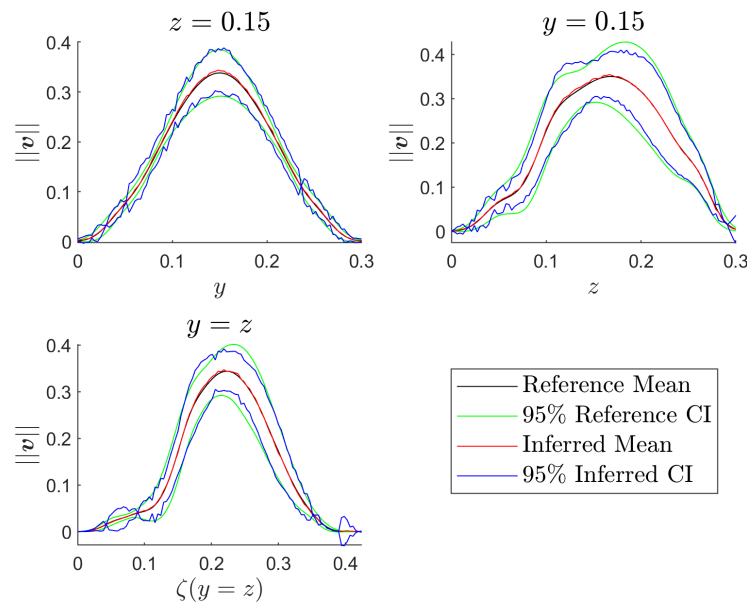 z = 0.15
0.4
0.3
0.2
0.1
0
||v||
0 0.1 0.2 0.3
y
y = 0.15
0.4
0.3
0.2
0.1
0
||v||
0 0.1 0.2 0.3
z
y = z
0.4
0.3
0.2
0.1
0
||v||
0 0.1 0.2 0.3 0.4
ζ(y = z)
Reference Mean
95% Reference CI
Inferred Mean
95% Inferred CI